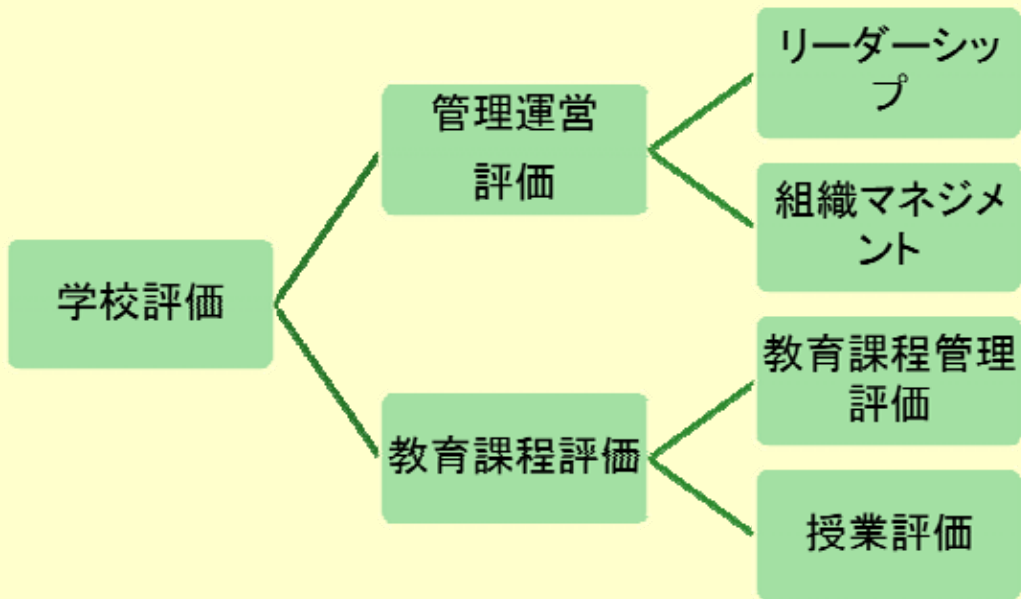 学校評価
管理運営
評価
教育課程評価
リーダーシッ
プ
組織マネジメ
ント
教育課程管理
評価
授業評価